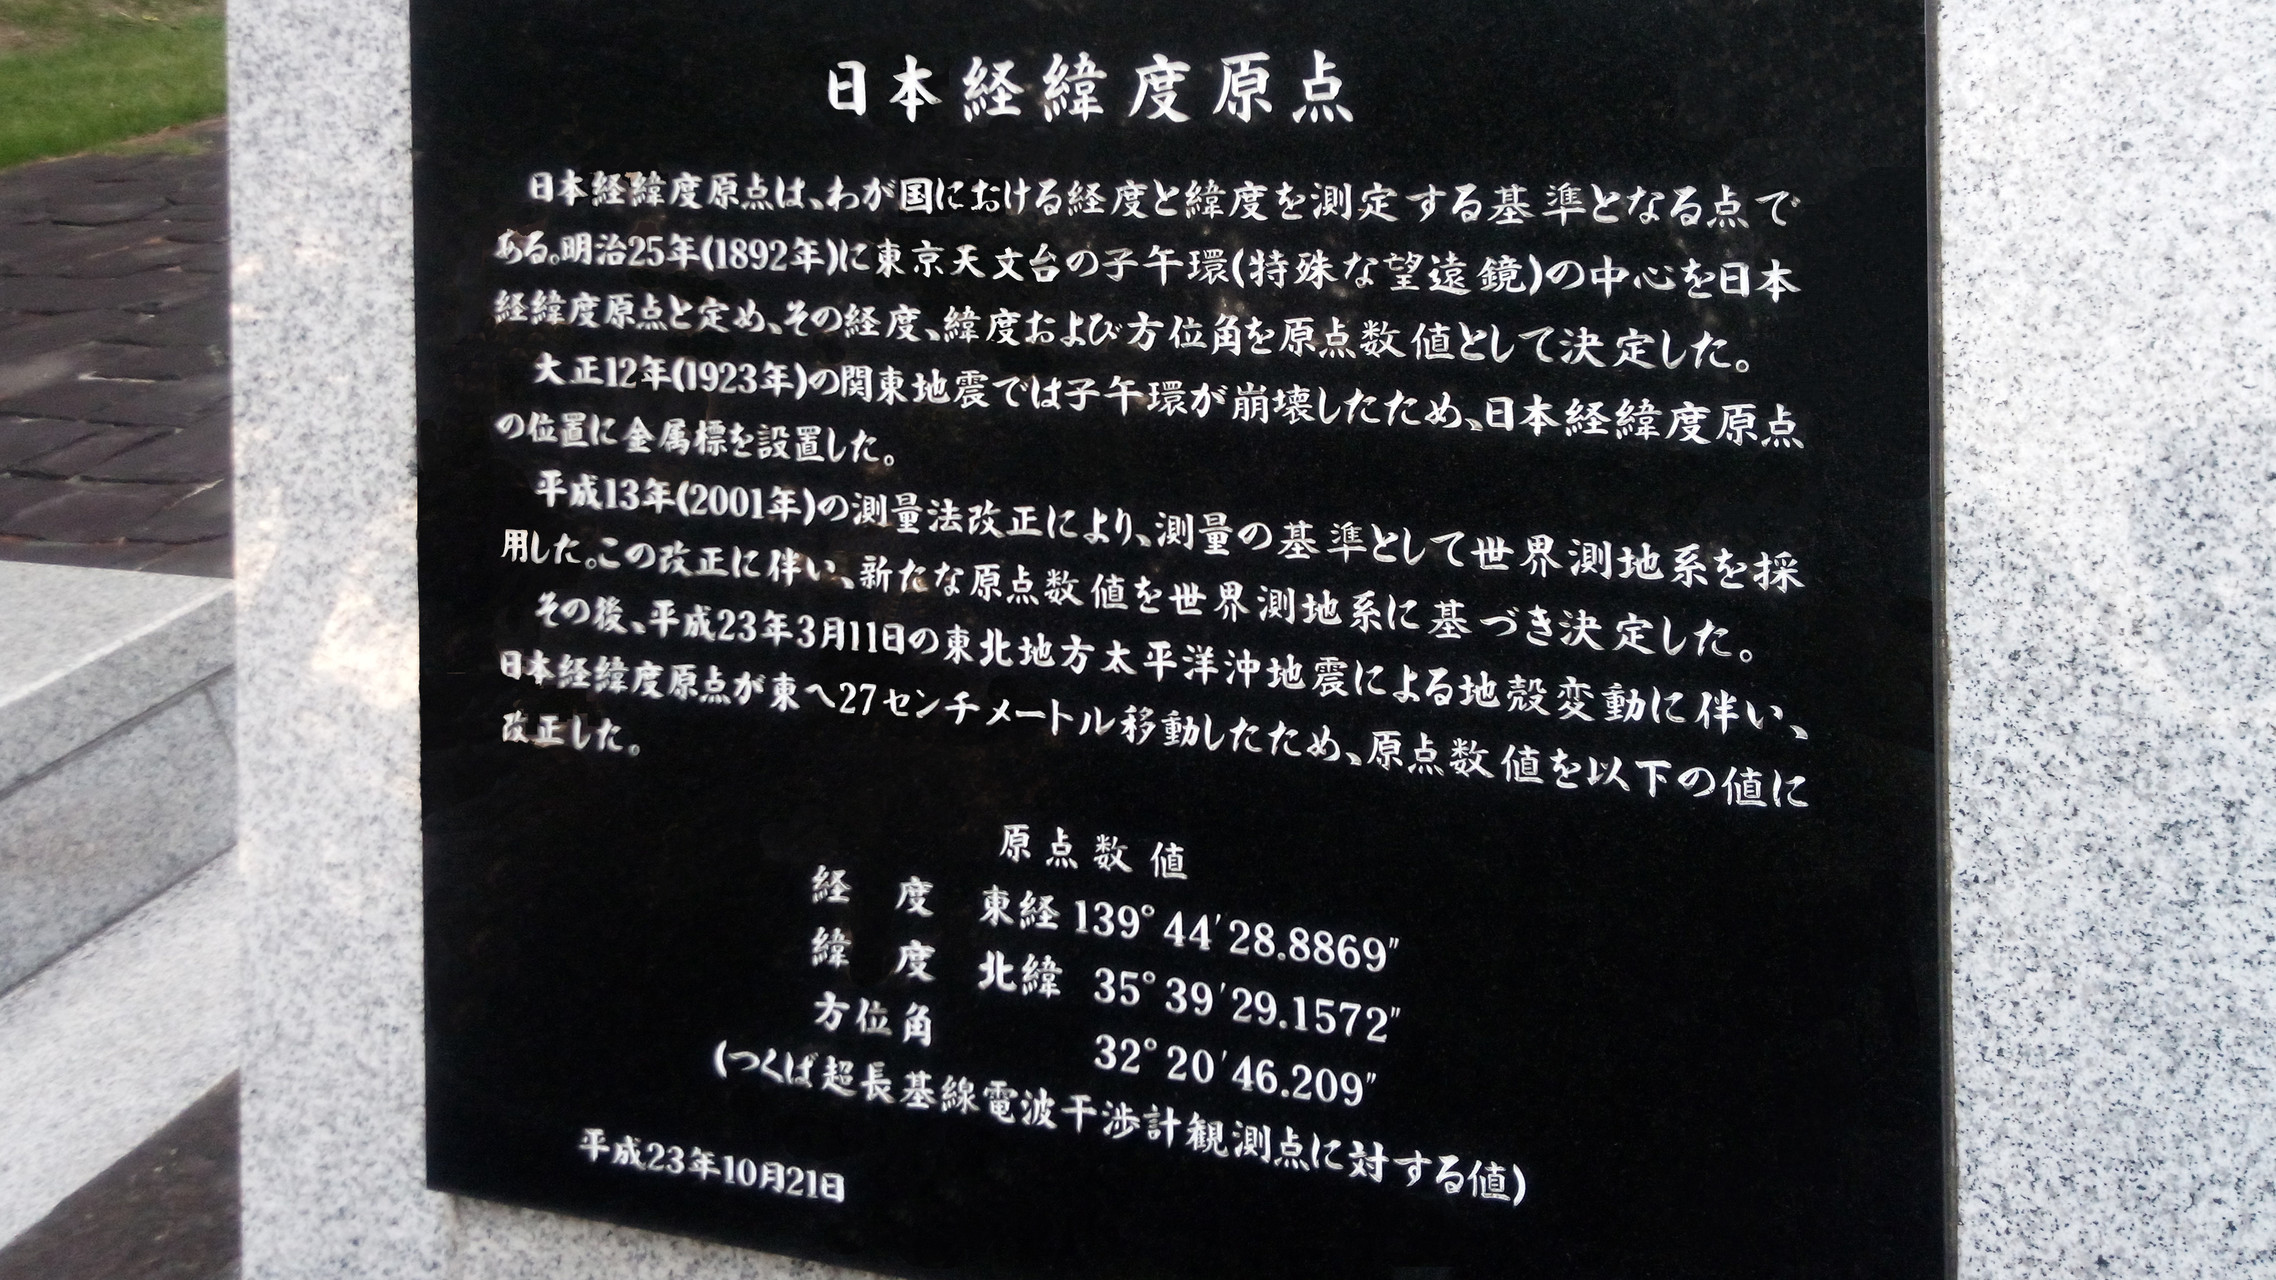 日本経緯度原点
日本経緯度原点は、わが国における経度と緯度を測定する基準となる点で
ある。明治25年(1892年)に東京天文台の子午環(特殊な望遠鏡)の中心を日本
経緯度原点と定め、その経度、緯度および方位角を原点数値として決定した。
大正12年(1923年)の関東地震では子午環が崩壊したため、日本経緯度原点
の位置に金属標を設置した。
平成13年(2001年)の測量法改正により、測量の基準として世界測地系を採
用した。この改正に伴い、新たな原点数値を世界測地系に基づき決定した。
その後、平成23年3月11日の東北地方太平洋沖地震による地殻変動に伴い、
日本経緯度原点が東へ27センチメートル移動したため、原点数値を以下の値に
改正した。
原点数値
経 度 東経 139°44′28.8869″
緯 度 北緯 35°39′29.1572″
方位角 32°20′46.209″
(つくば超長基線電波干渉計観測点に対する値)
平成23年10月21日